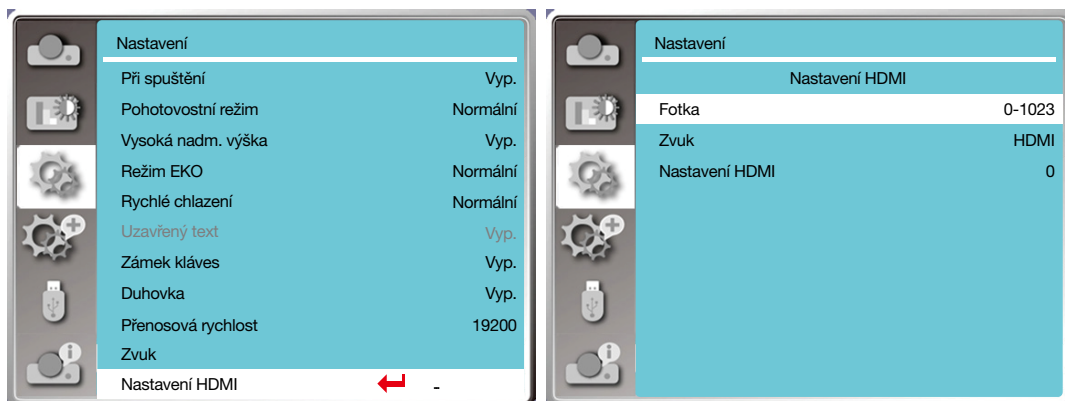 Nastavení
Při spuštění Vyp.
Pohotovostní režim Normální
Vysoká nadm. výška Vyp.
Režim EKO Normální
Rychlé chlazení Normální
Uzavřený text Vyp.
Zámek kláves Vyp.
Duhovka Vyp.
Přenosová rychlost 19200
Zvuk
Nastavení HDMI -
Nastavení
Nastavení HDMI
Fotka 0-1023
Zvuk HDMI
Nastavení HDMI 0